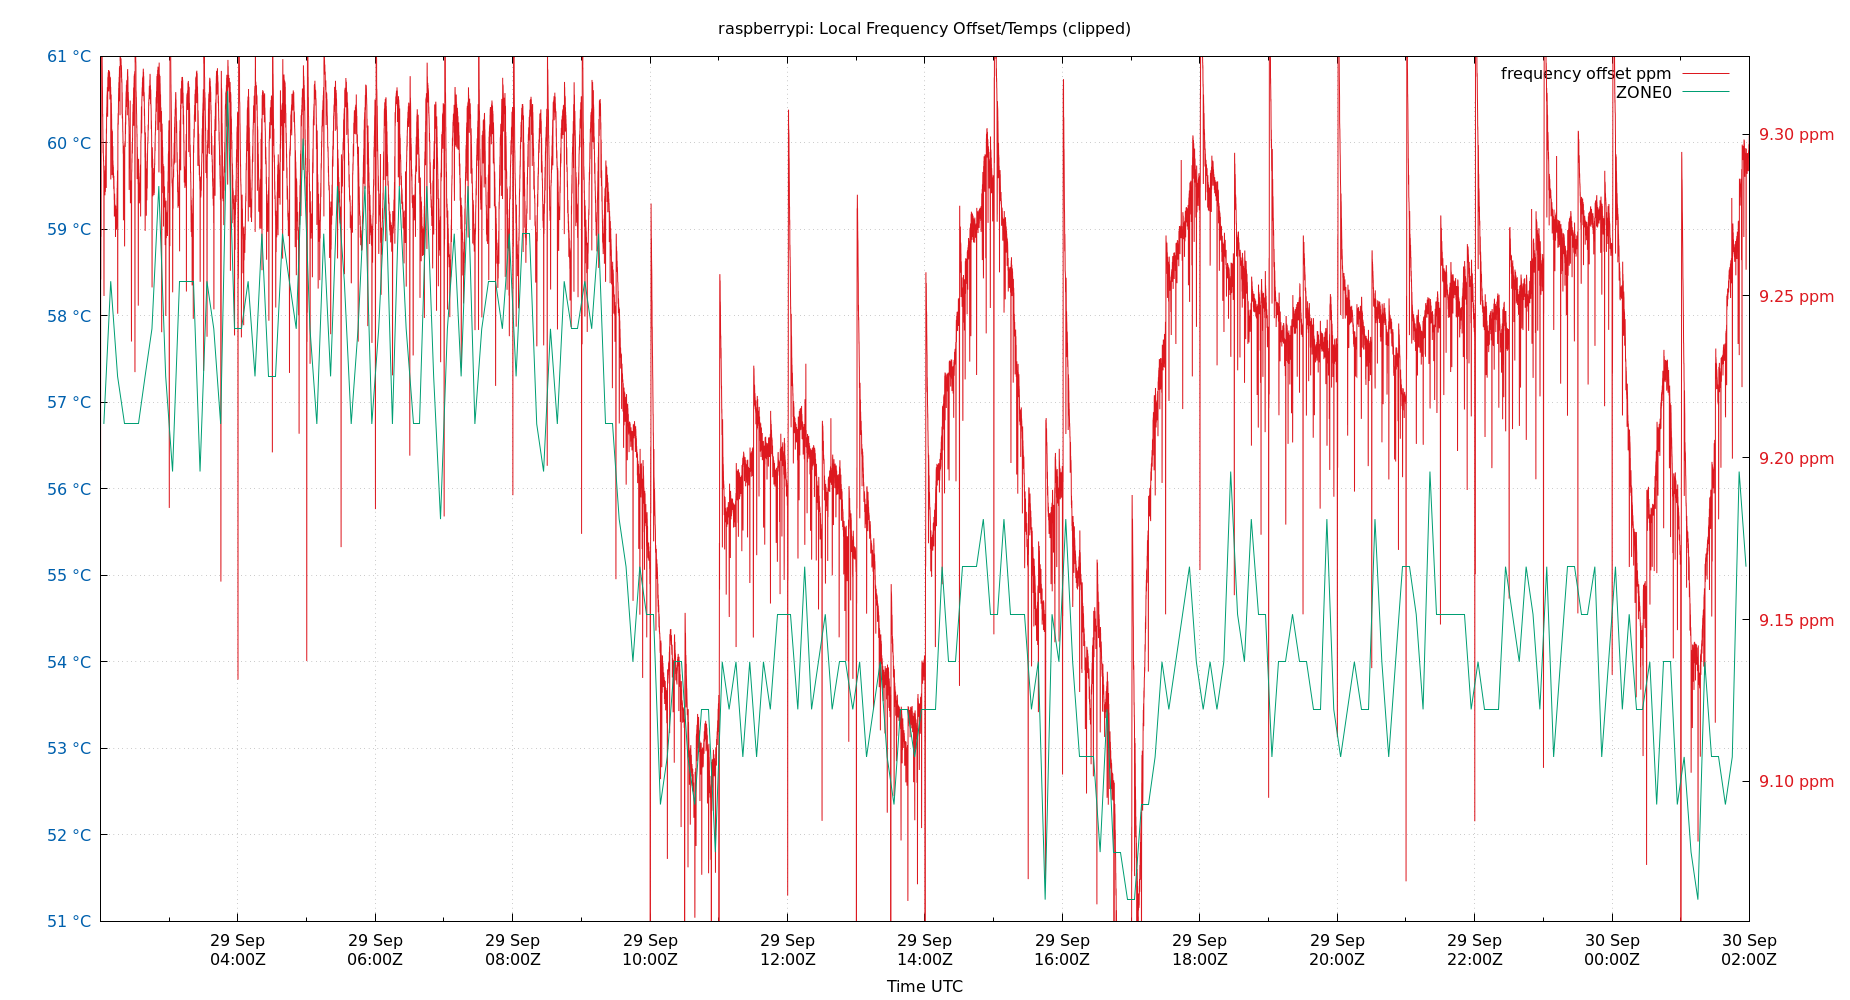 raspberrypi: Local Frequency Offset/Temps (clipped)
61 °C
60 °C
59 °C
58 °C
57 °C
56 °C
55 °C
54 °C
53 °C
52 °C
51 °C
frequency offset ppm
ZONE0
9.30 ppm
9.25 ppm
9.20 ppm
9.15 ppm
9.10 ppm
29 Sep 29 Sep 29 Sep 29 Sep 29 Sep 29 Sep 29 Sep 29 Sep 29 Sep 29 Sep 30 Sep 30 Sep
04:00Z 06:00Z 08:00Z 10:00Z 12:00Z 14:00Z 16:00Z 18:00Z 20:00Z 22:00Z 00:00Z 02:00Z
Time UTC